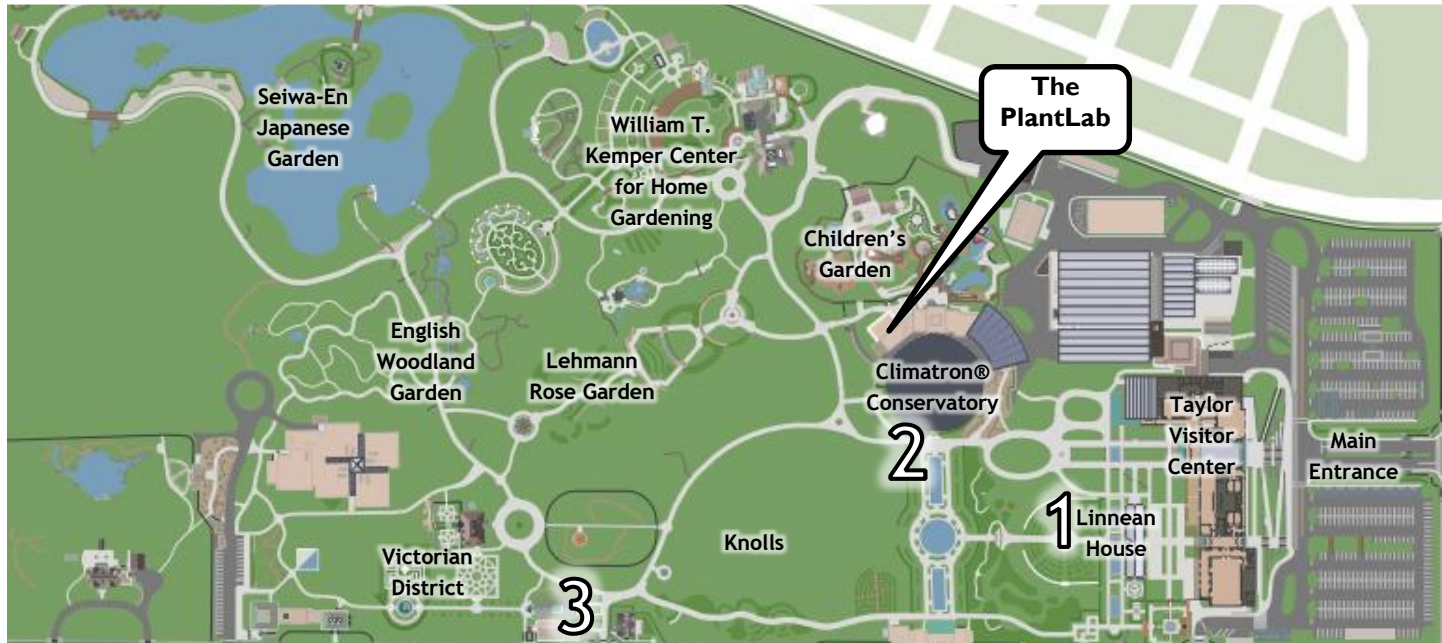 The
PlantLab
Seiwa-En
Japanese
Garden
William T.
Kemper Center
for Home
Gardening
Children's
Garden
English
Woodland
Garden
Lehmann
Rose Garden
Climatron®
Conservatory
Taylor
Visitor
Center
Main
Entrance
2
1
Linnean
House
Knolls
Victorian
District
3